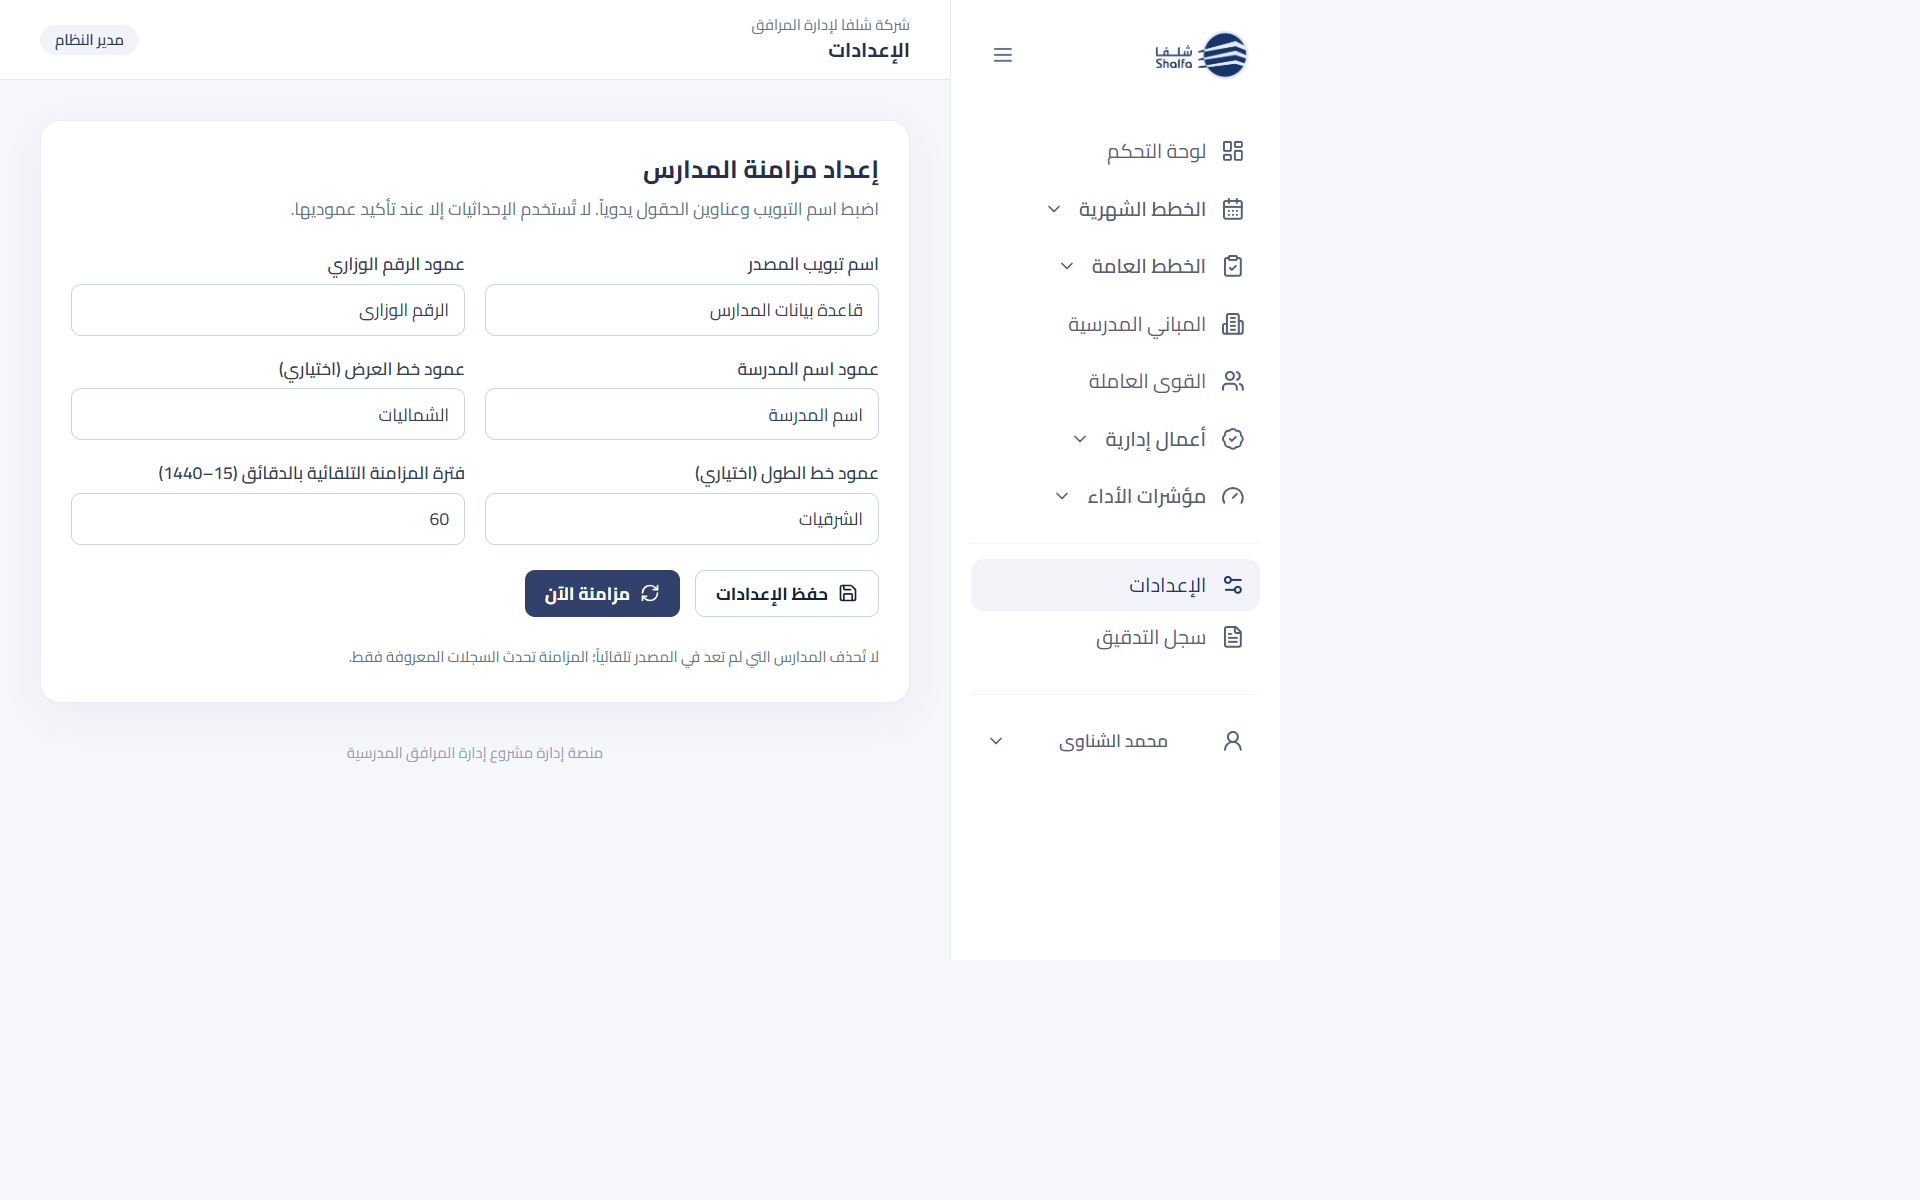 شلفا
Shalfa
لوحة التحكم
الخطط الشهرية
الخطط العامة
المباني المدرسية
القوى العاملة
أعمال إدارية
مؤشرات الأداء
الإعدادات
سجل التدقيق
محمد الشناوى
شركة شلفا لإدارة المرافق
الإعدادات
مدير النظام
إعداد مزامنة المدارس
اضبط اسم التبويب وعناوين الحقول يدوياً. لا تُستخدم الإحداثيات إلا عند تأكيد عموديها.
اسم تبويب المصدر
قاعدة بيانات المدارس
عمود الرقم الوزاري
الرقم الوزارى
عمود اسم المدرسة
اسم المدرسة
عمود خط العرض (اختياري)
الشماليات
عمود خط الطول (اختياري)
الشرقيات
فترة المزامنة التلقائية بالدقائق (15–1440)
60
حفظ الإعدادات
مزامنة الآن
لا تُحذف المدارس التي لم تعد في المصدر تلقائياً؛ المزامنة تحدث السجلات المعروفة فقط.
منصة إدارة مشروع إدارة المرافق المدرسية